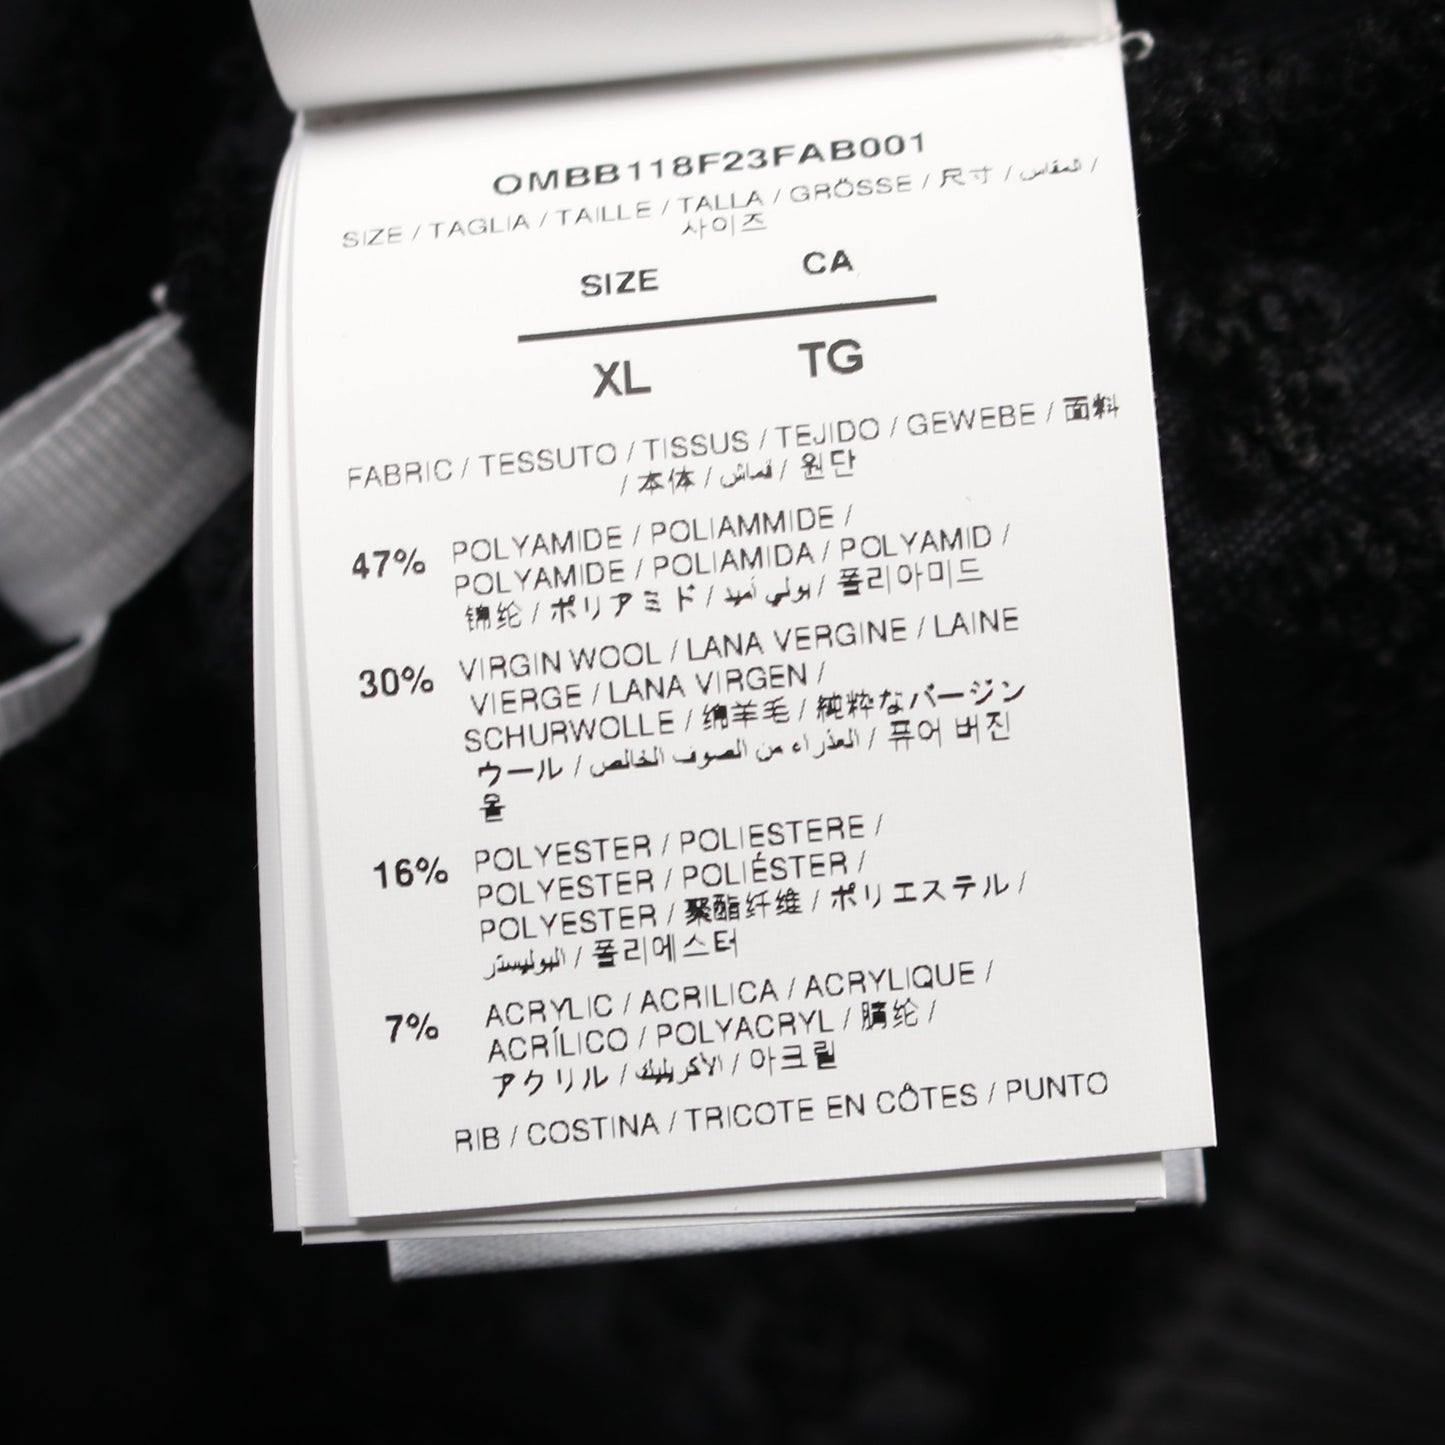 OMBB118F23FAB001
SIZE / TAGLIA / TAILLE / TALLA / GRÖSSE / 尺寸 / المقاس /
사이즈
SIZE CA
XL TG
FABRIC / TESSUTO / TISSUS / TEJIDO / GEWEBE / 面料
/ 本体 / قماش / 원단
47% POLYAMIDE / POLIAMMIDE /
POLYAMIDE / POLIAMIDA / POLYAMID /
锦纶 / ポリアミド / بولي أميد / 폴리아미드
30% VIRGIN WOOL / LANA VERGINE / LAINE
VIERGE / LANA VIRGEN /
SCHURWOLLE / 绵羊毛 / 純粋なバージン
ウール / العذراء من الصوف الخالص / 퓨어 버진
울
16% POLYESTER / POLIESTERE /
POLYESTER / POLIÉSTER /
POLYESTER / 聚酯纤维 / ポリエステル /
البوليستر / 폴리에스터
7% ACRYLIC / ACRILICA / ACRYLIQUE /
ACRÍLICO / POLYACRYL / 腈纶 /
アクリル / الأكريليك / 아크릴
RIB / COSTINA / TRICOTE EN CÔTES / PUNTO